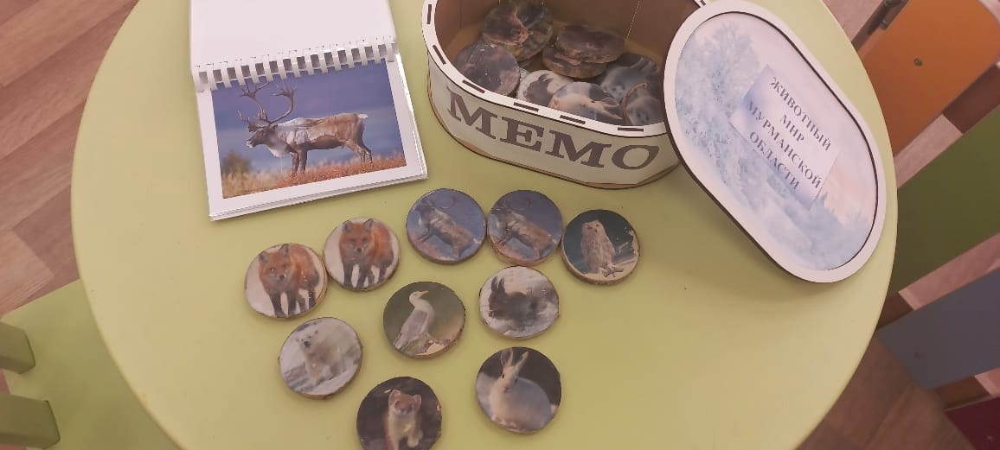 МЕМО
ЖИВОТНЫЙ
МИР
МУРМАНСКОЙ
ОБЛАСТИ